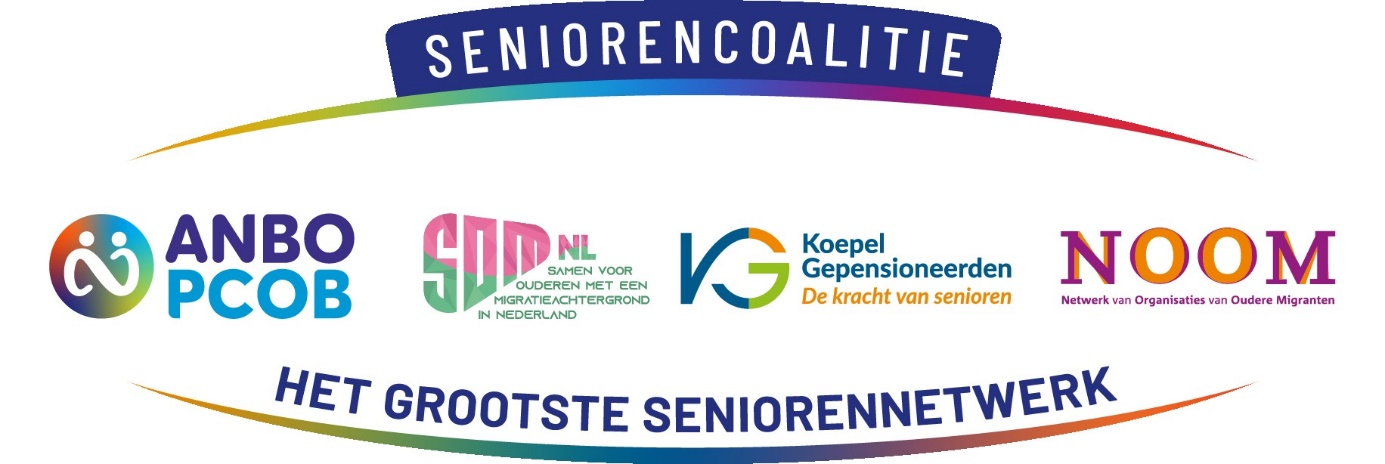 SENIORENCOALITIE
ANBO
PCOB
SOM NL
SAMEN VOOR
OUDEREN MET EEN
MIGRATIEACHTERGROND
IN NEDERLAND
KG
Koepel
Gepensioneerden
De kracht van senioren
NOOM
Netwerk van Organisaties van Oudere Migranten
HET GROOTSTE SENIORENNETWERK